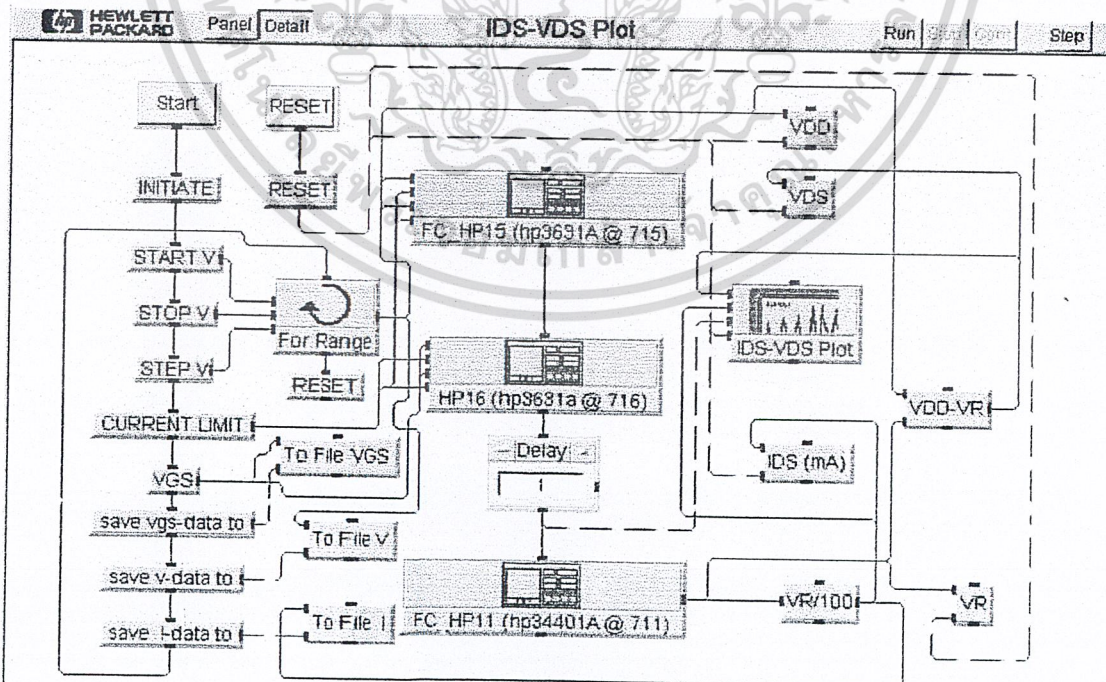 hp HEWLETT
PACKARD
Panel Detail
IDS-VDS Plot
Run Stop Cont Step
Start
RESET
INITIATE
RESET
START V
STOP V
STEP V
For Range
RESET
CURRENT LIMIT
To File VGS
VGS
save vgs-data to
To File V
save v-data to
save i-data to
To File I
FC_HP15 (hp3631A @ 715)
HP16 (hp3631a @ 716)
Delay
FC_HP11 (hp34401A @ 711)
VDD
VDS
IDS-VDS Plot
VDD-VR
IDS (mA)
VR/100
VR